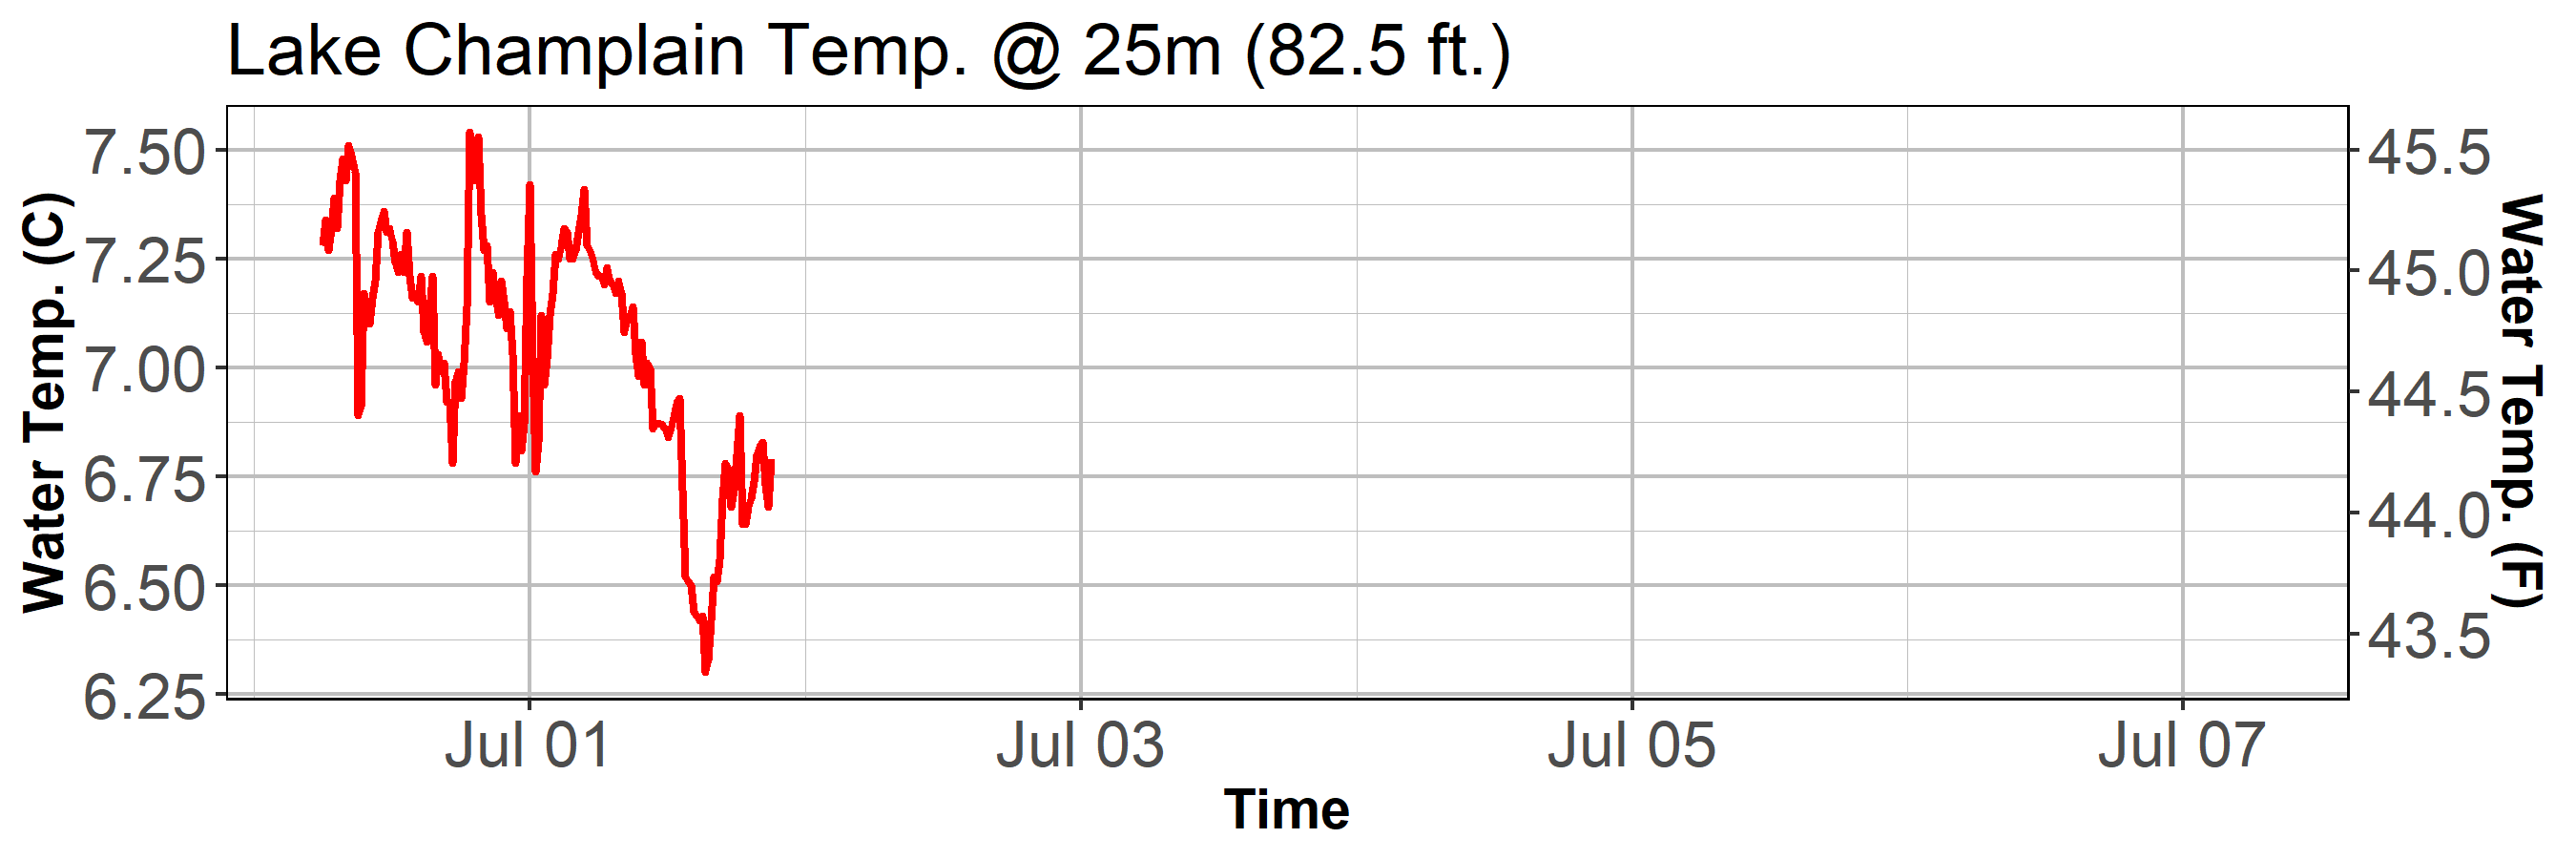 Lake Champlain Temp. @ 25m (82.5 ft.)
Water Temp. (C)
7.50
7.25
7.00
6.75
6.50
6.25
45.5
45.0
44.5
44.0
43.5
Water Temp. (F)
Jul 01 Jul 03 Jul 05 Jul 07
Time